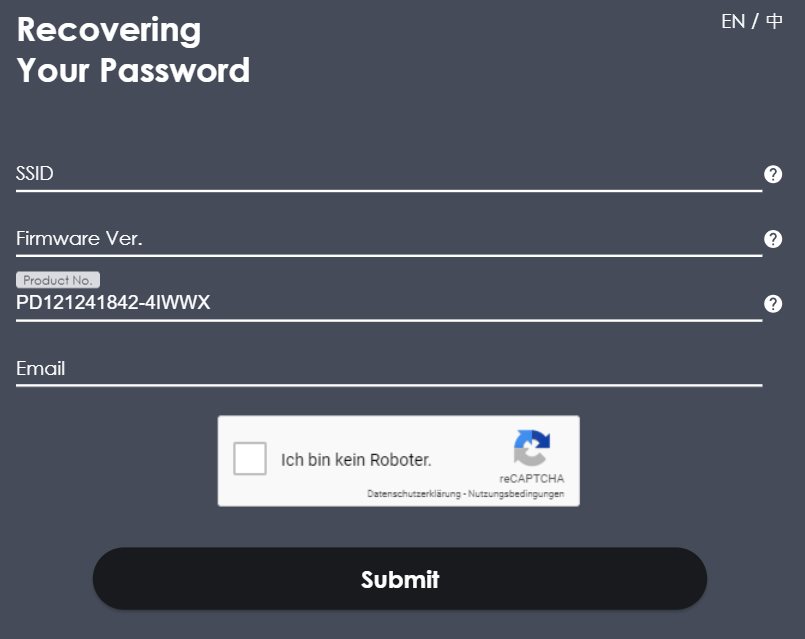 Recovering
Your Password
EN / 中
SSID
?
Firmware Ver.
?
Product No.
PD121241842-4IWWX
?
Email
Ich bin kein Roboter.
reCAPTCHA
Datenschutzerklärung - Nutzungsbedingungen
Submit